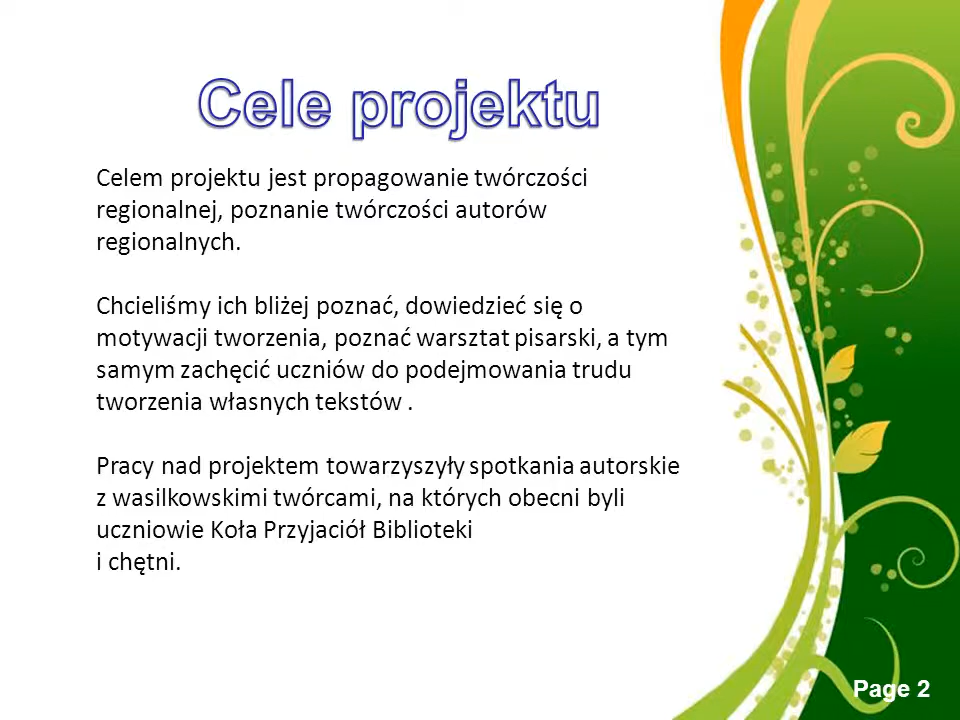 Cele projektu
Celem projektu jest propagowanie twórczości
regionalnej, poznanie twórczości autorów
regionalnych.
Chcieliśmy ich bliżej poznać, dowiedzieć się o
motywacji tworzenia, poznać warsztat pisarski, a tym
samym zachęcić uczniów do podejmowania trudu
tworzenia własnych tekstów .
Pracy nad projektem towarzyszyły spotkania autorskie
z wasilkowskimi twórcami, na których obecni byli
uczniowie Koła Przyjaciół Biblioteki
i chętni.
Page 2